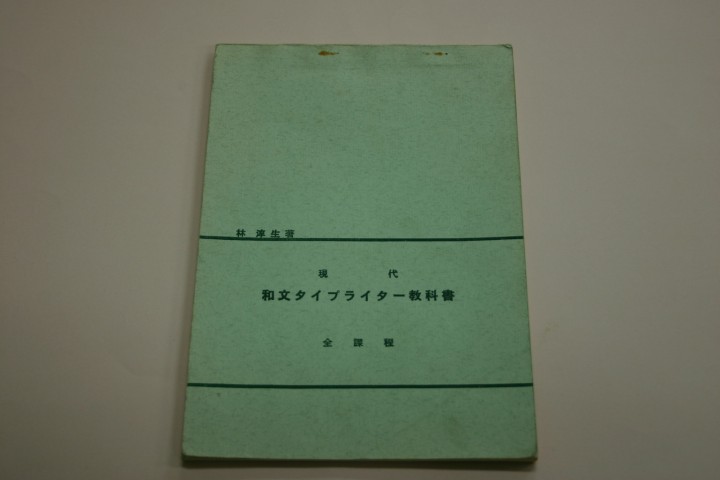 林 淳生著
現 代
和文タイプライター教科書
全 課 程